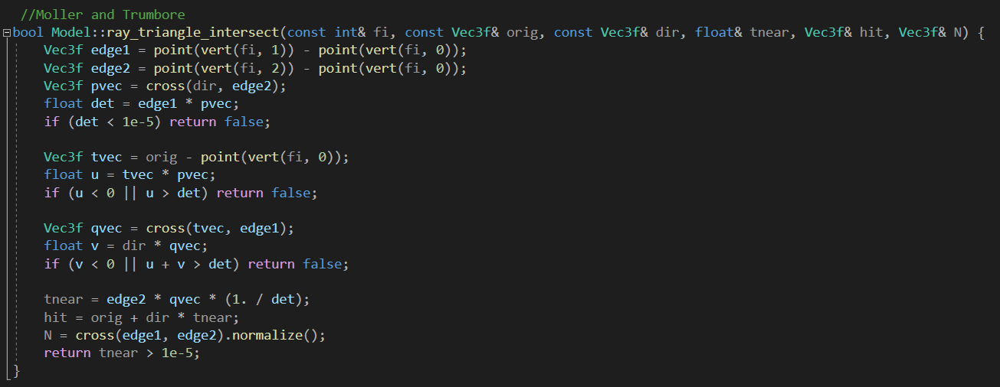 //Moller and Trumbore
bool Model::ray_triangle_intersect(const int& fi, const Vec3f& orig, const Vec3f& dir, float& tnear, Vec3f& hit, Vec3f& N) {
Vec3f edge1 = point(vert(fi, 1)) - point(vert(fi, 0));
Vec3f edge2 = point(vert(fi, 2)) - point(vert(fi, 0));
Vec3f pvec = cross(dir, edge2);
float det = edge1 * pvec;
if (det < 1e-5) return false;
Vec3f tvec = orig - point(vert(fi, 0));
float u = tvec * pvec;
if (u < 0 || u > det) return false;
Vec3f qvec = cross(tvec, edge1);
float v = dir * qvec;
if (v < 0 || u + v > det) return false;
tnear = edge2 * qvec * (1. / det);
hit = orig + dir * tnear;
N = cross(edge1, edge2).normalize();
return tnear > 1e-5;
}